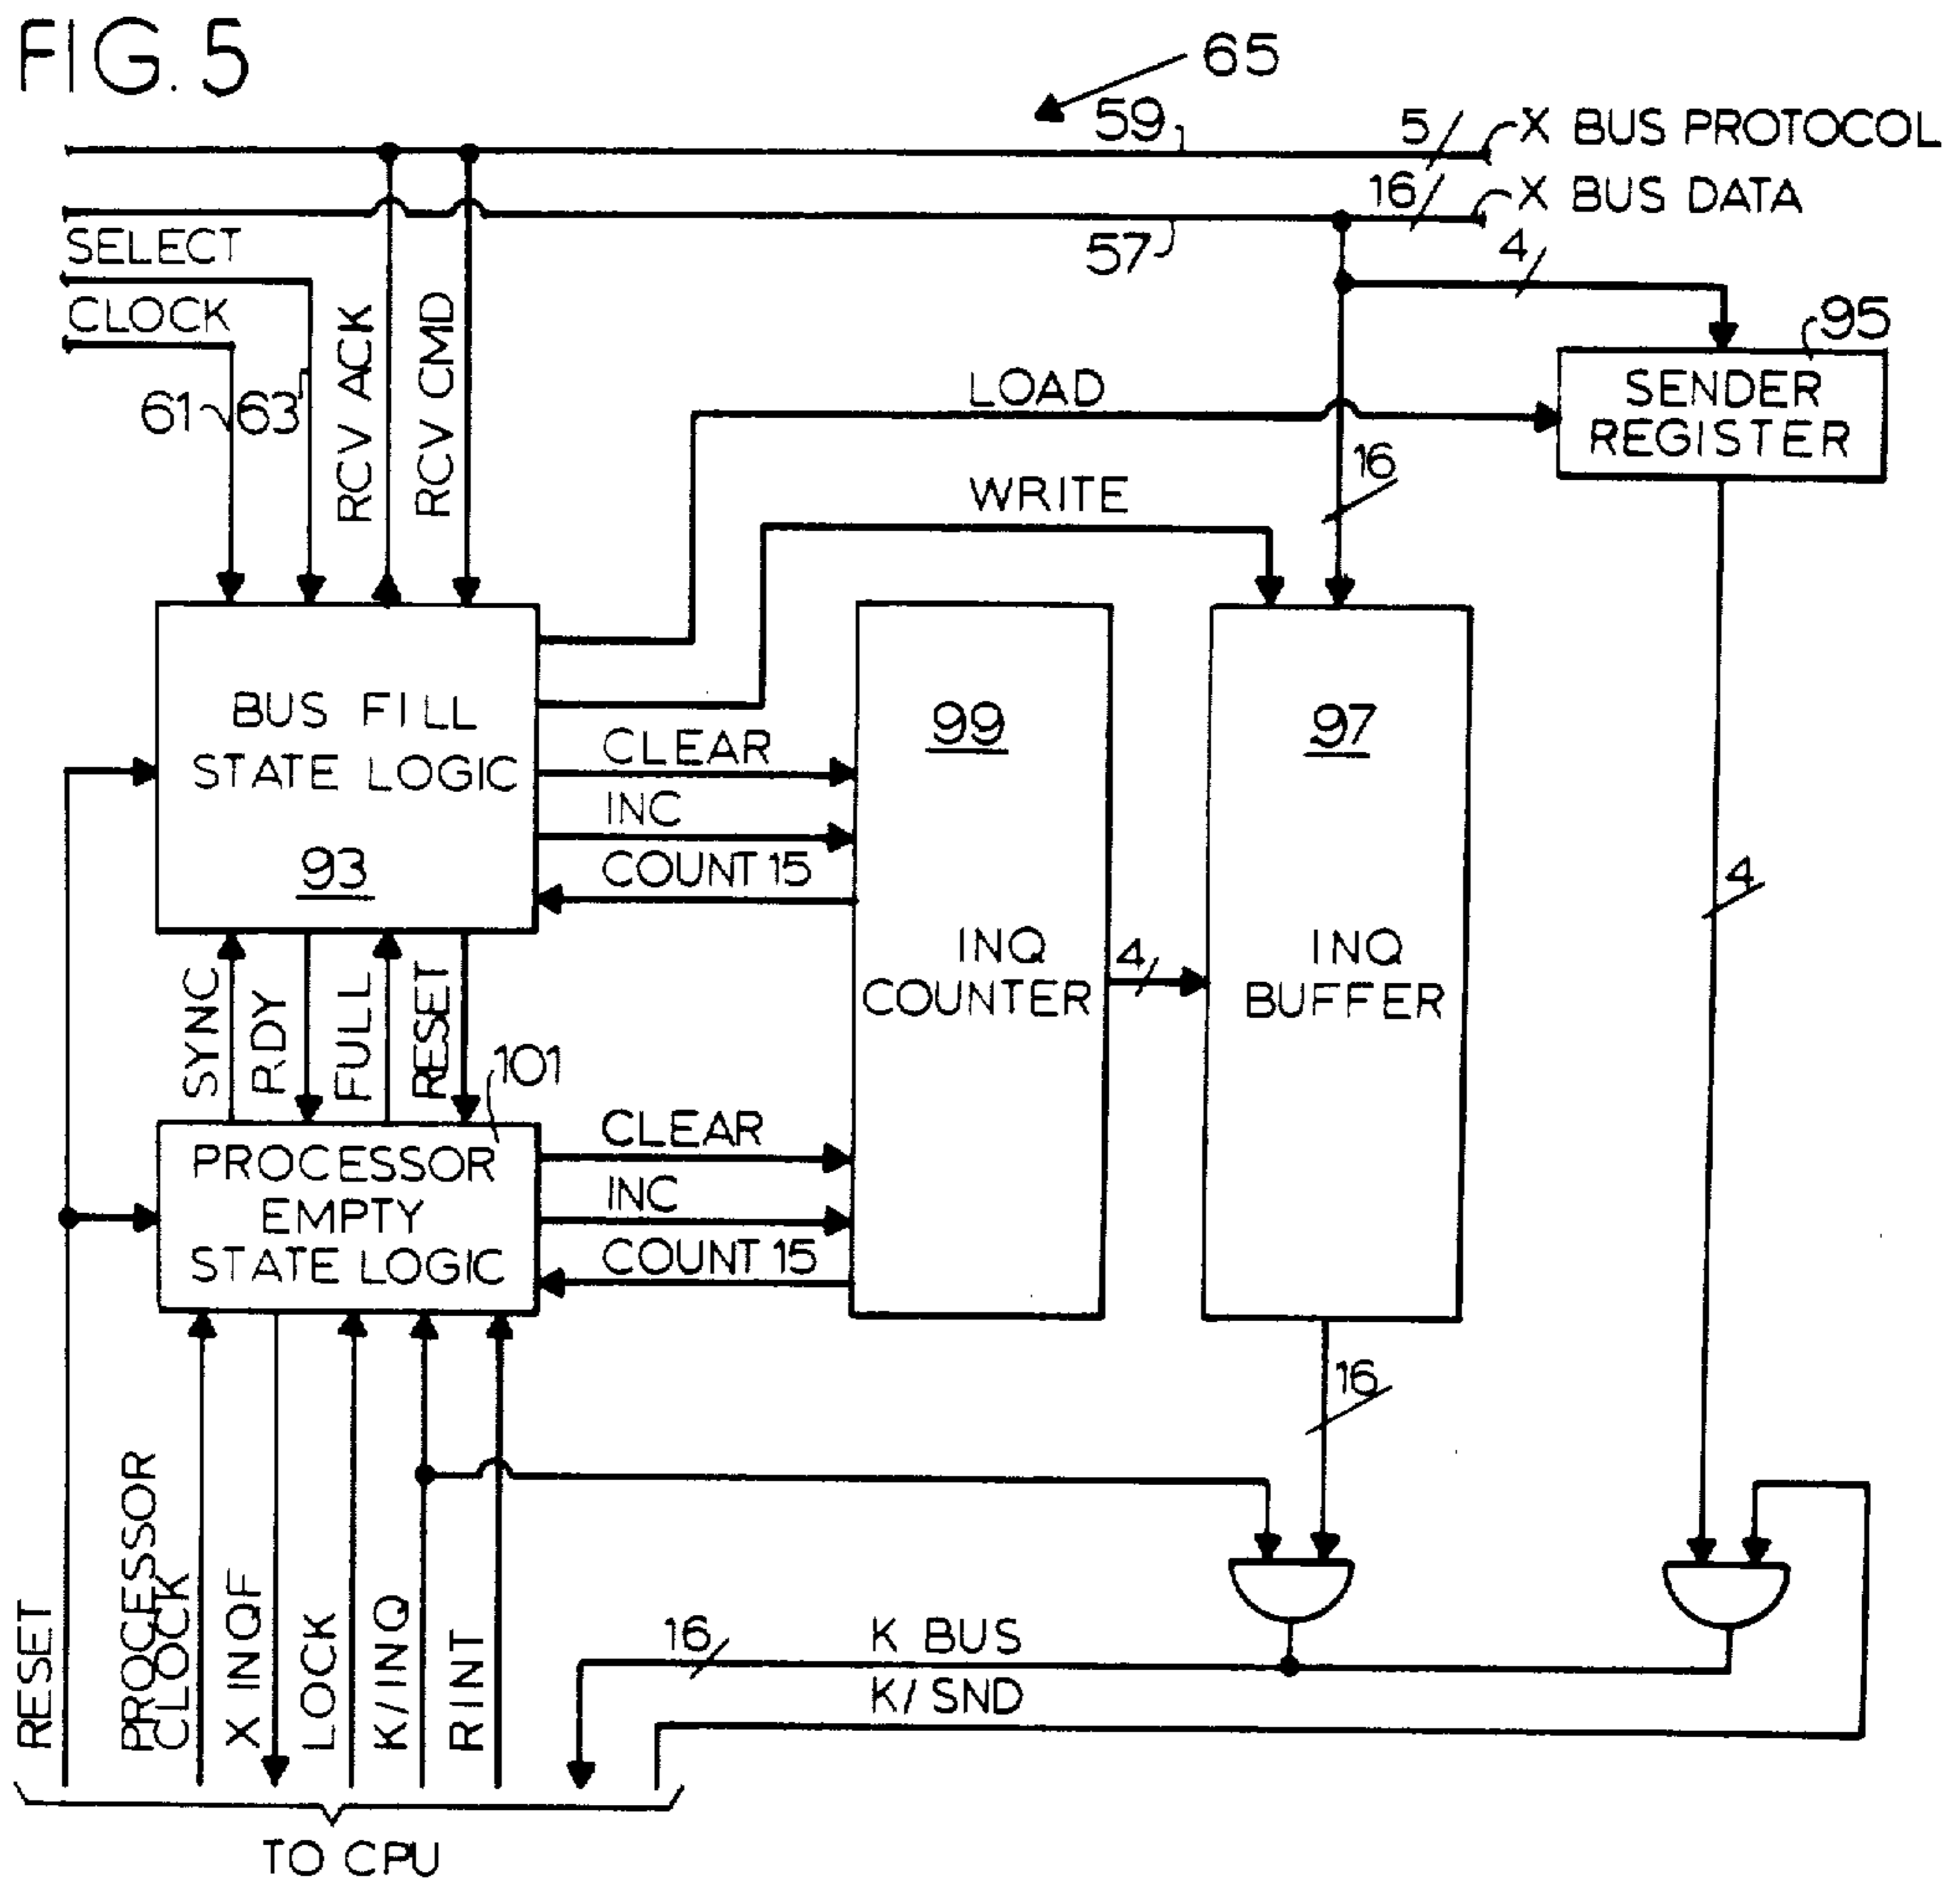 FIG. 5
65
59
5
X BUS PROTOCOL
16
X BUS DATA
57
4
SELECT
CLOCK
61
63
RCV ACK
RCV CMD
95
SENDER
REGISTER
LOAD
16
WRITE
BUS FILL
STATE LOGIC
93
CLEAR
INC
COUNT 15
99
INQ
COUNTER
4
97
INQ
BUFFER
4
SYNC
RDY
FULL
RESET
101
PROCESSOR
EMPTY
STATE LOGIC
CLEAR
INC
COUNT 15
16
RESET
PROCESSOR
CLOCK
X INQF
LOCK
K/INQ
RINT
16
K BUS
K/SND
TO CPU